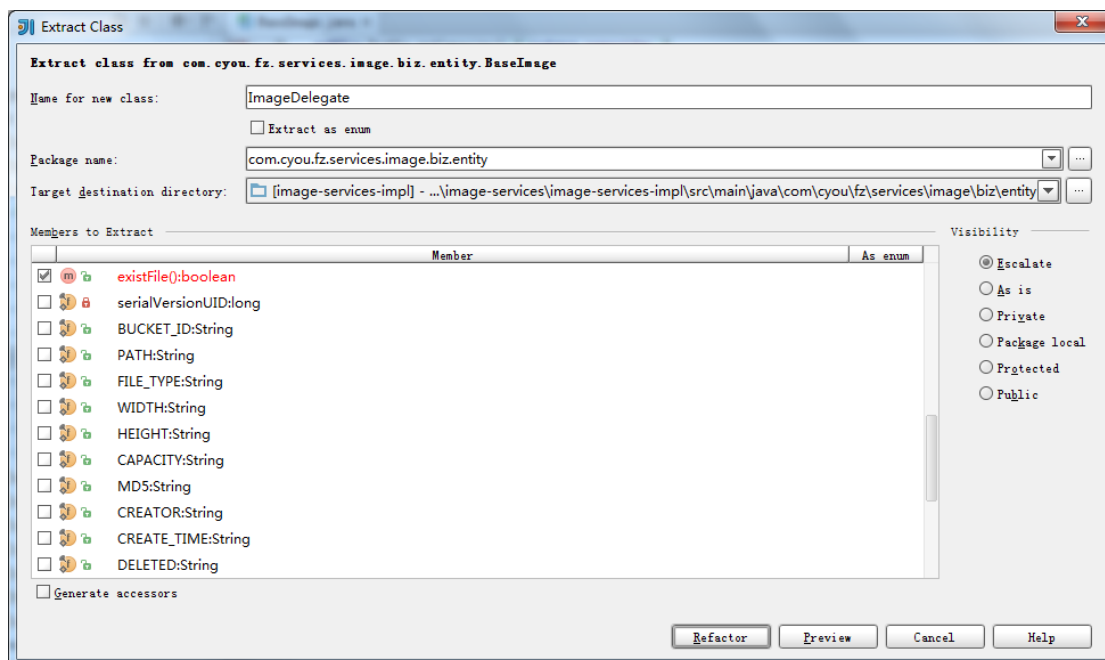 Extract Class
Extract class from com.cyou.fz.services.image.biz.entity.BaseImage
Name for new class:
ImageDelegate
Extract as enum
Package name:
com.cyou.fz.services.image.biz.entity
...
Target destination directory:
[image-services-impl] - ...\image-services\image-services-impl\src\main\java\com\cyou\fz\services\image\biz\entity
...
Members to Extract
Member
As enum
existFile():boolean
serialVersionUID:long
BUCKET_ID:String
PATH:String
FILE_TYPE:String
WIDTH:String
HEIGHT:String
CAPACITY:String
MD5:String
CREATOR:String
CREATE_TIME:String
DELETED:String
Visibility
Escalate
As is
Private
Package local
Protected
Public
Generate accessors
Refactor
Preview
Cancel
Help